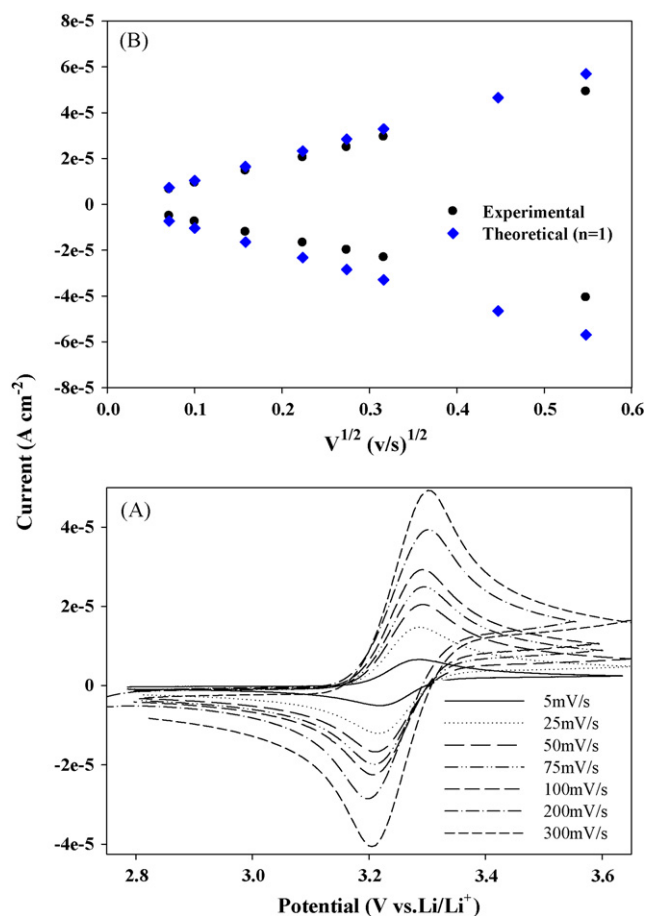 (B)
8e-5
6e-5
4e-5
2e-5
0
-2e-5
-4e-5
-6e-5
-8e-5
Experimental
Theoretical (n=1)
0.0 0.1 0.2 0.3 0.4 0.5 0.6
V^1/2 (v/s)^1/2
Current (A cm^-2)
(A)
4e-5
2e-5
0
-2e-5
-4e-5
5mV/s
25mV/s
50mV/s
75mV/s
100mV/s
200mV/s
300mV/s
2.8 3.0 3.2 3.4 3.6
Potential (V vs.Li/Li^+)